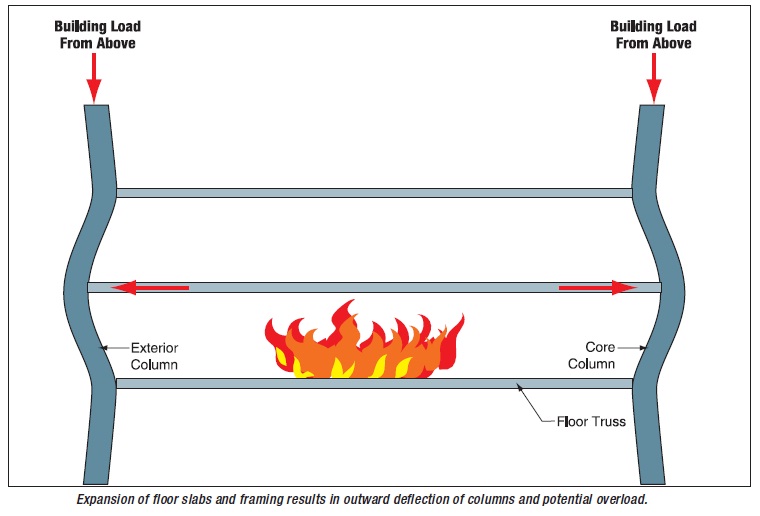 Building Load
From Above
Building Load
From Above
Exterior
Column
Core
Column
Floor Truss
Expansion of floor slabs and framing results in outward deflection of columns and potential overload.